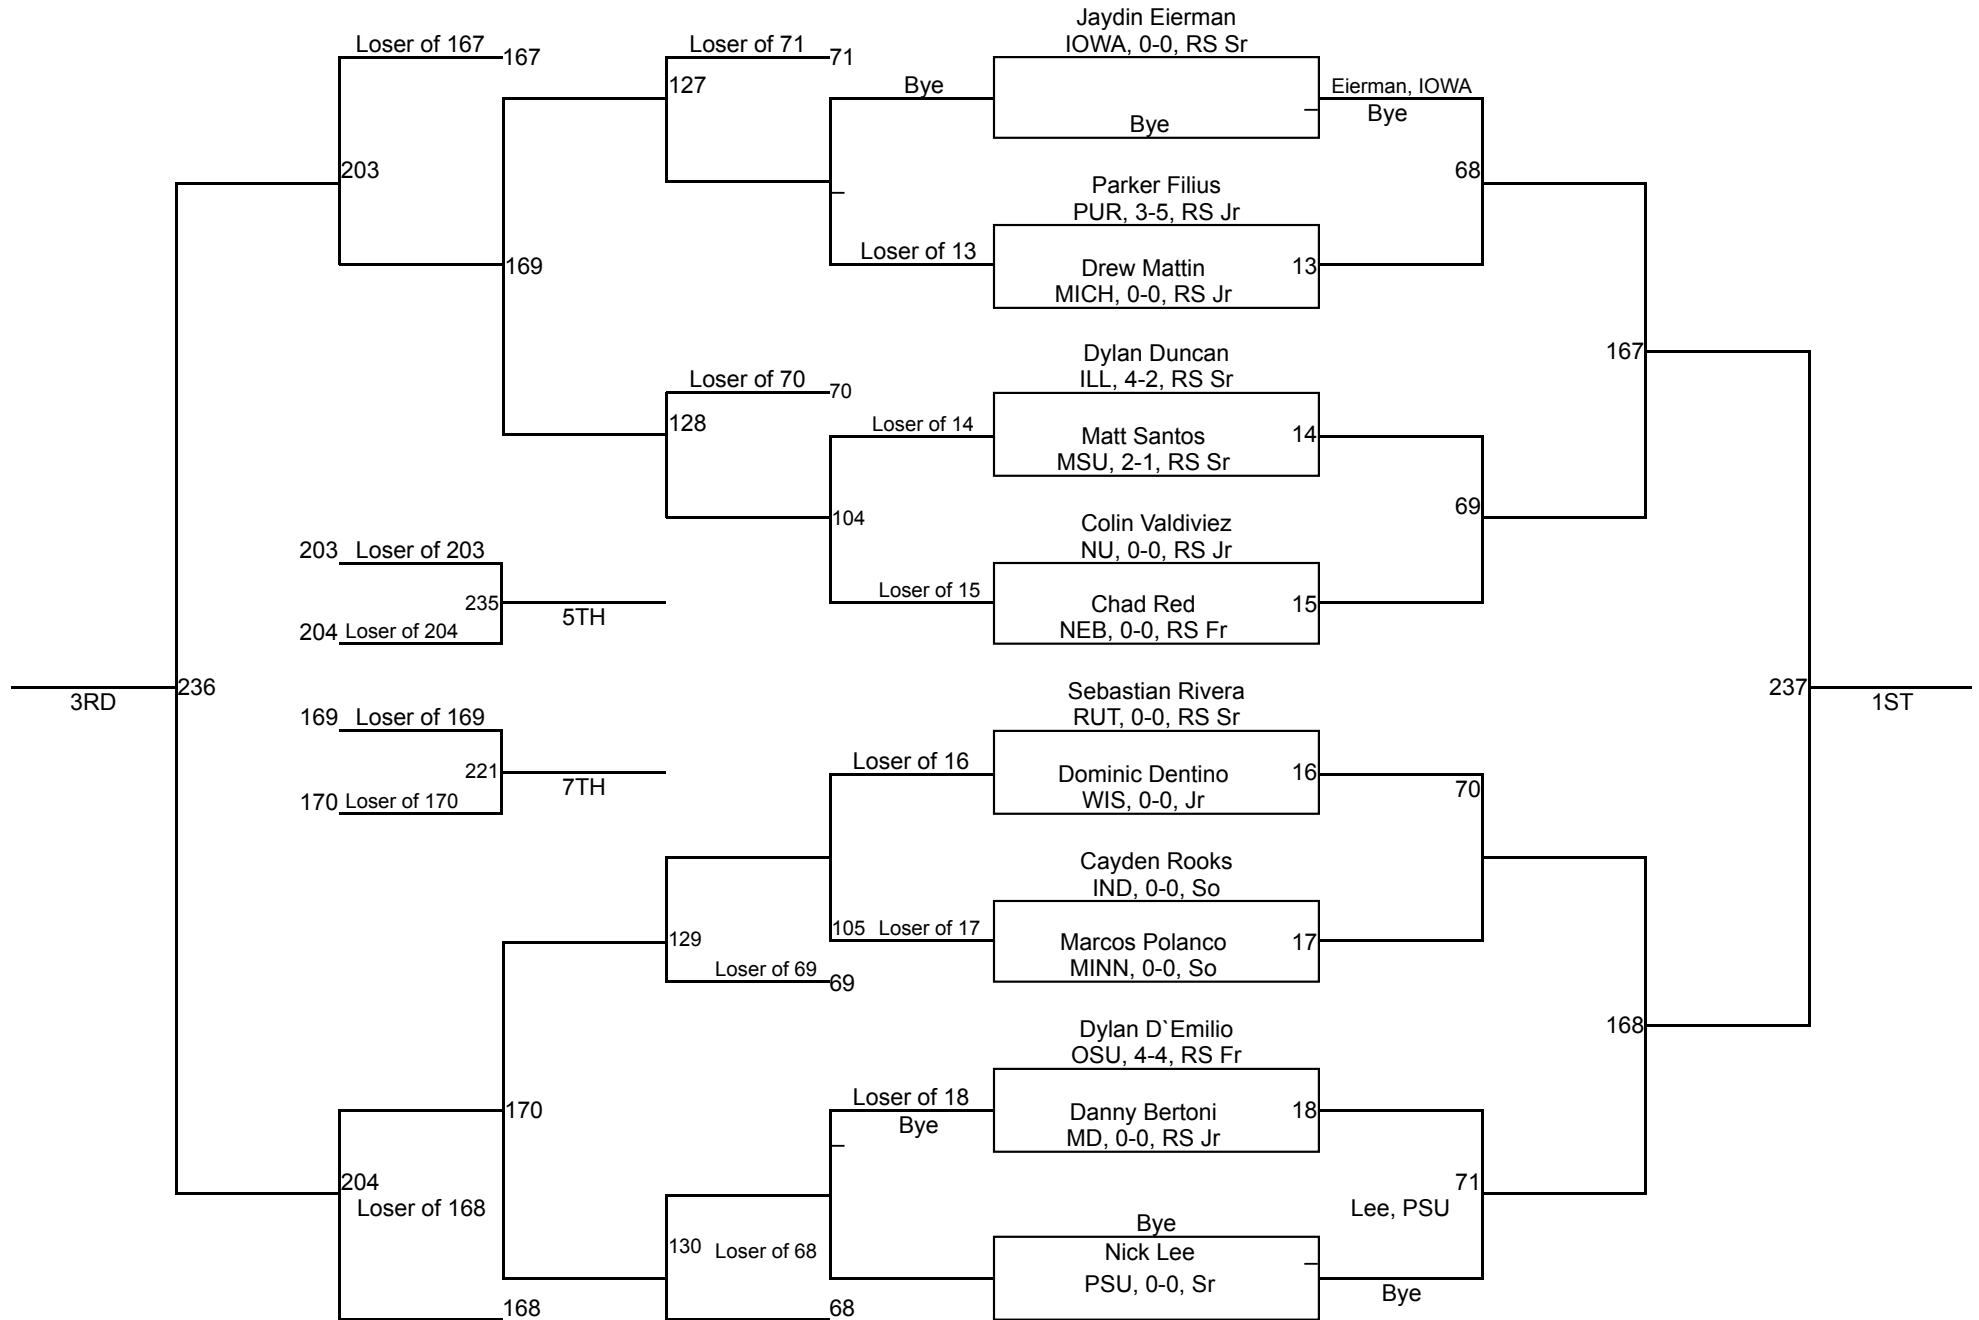 Jaydin Eierman
Loser of 167
Loser of 71
IOWA, 0-0, RS Sr
167
71
127
Bye
Eierman, IOWA
Bye
Bye
203
68
Parker Filius
PUR, 3-5, RS Jr
Loser of 13
169
Drew Mattin
13
MICH, 0-0, RS Jr
Dylan Duncan
167
Loser of 70
ILL, 4-2, RS Sr
70
128
Loser of 14
Matt Santos
14
MSU, 2-1, RS Sr
69
104
Colin Valdiviez
203 Loser of 203
NU, 0-0, RS Jr
Loser of 15
235
5TH
Chad Red
15
204 Loser of 204
NEB, 0-0, RS Fr
236
3RD
Sebastian Rivera
237
1ST
169 Loser of 169
RUT, 0-0, RS Sr
Loser of 16
221
7TH
Dominic Dentino
16
70
170 Loser of 170
WIS, 0-0, Jr
Cayden Rooks
IND, 0-0, So
129
105 Loser of 17
Marcos Polanco
17
Loser of 69
69
MINN, 0-0, So
Dylan D`Emilio
168
OSU, 4-4, RS Fr
Loser of 18
170
Danny Bertoni
18
Bye
MD, 0-0, RS Jr
204
71
Loser of 168
Lee, PSU
Bye
130 Loser of 68
Nick Lee
PSU, 0-0, Sr
Bye
168
68